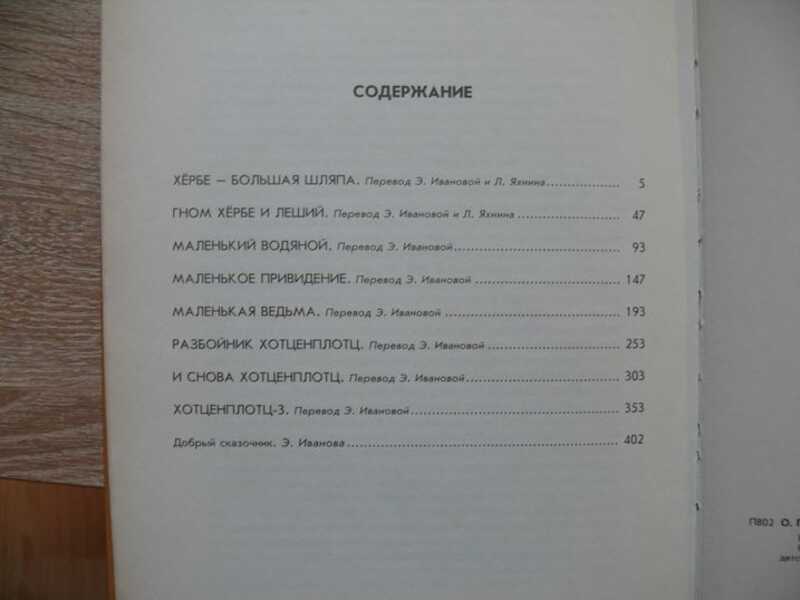 СОДЕРЖАНИЕ
ХЁРБЕ — БОЛЬШАЯ ШЛЯПА. Перевод Э. Ивановой и Л. Яхнина........ 5
ГНОМ ХЁРБЕ И ЛЕШИЙ. Перевод Э. Ивановой и Л. Яхнина........ 47
МАЛЕНЬКИЙ ВОДЯНОЙ. Перевод Э. Ивановой........ 93
МАЛЕНЬКОЕ ПРИВИДЕНИЕ. Перевод Э. Ивановой........ 147
МАЛЕНЬКАЯ ВЕДЬМА. Перевод Э. Ивановой........ 193
РАЗБОЙНИК ХОТЦЕНПЛОТЦ. Перевод Э. Ивановой........ 253
И СНОВА ХОТЦЕНПЛОТЦ. Перевод Э. Ивановой........ 303
ХОТЦЕНПЛОТЦ-3. Перевод Э. Ивановой........ 353
Добрый сказочник. Э. Иванова........ 402
П802 О.